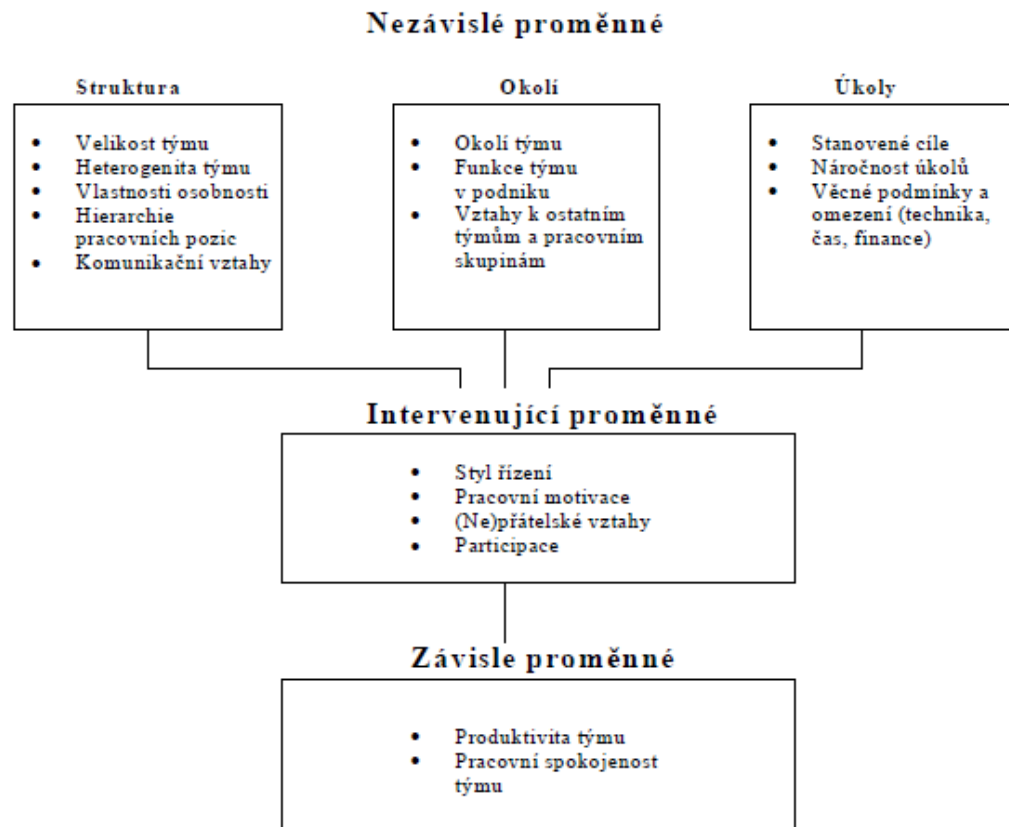 Nezávislé proměnné
Struktura
• Velikost týmu
• Heterogenita týmu
• Vlastnosti osobnosti
• Hierarchie
pracovních pozic
• Komunikační vztahy
Okolí
• Okolí týmu
• Funkce týmu
v podniku
• Vztahy k ostatním
týmům a pracovním
skupinám
Úkoly
• Stanovené cíle
• Náročnost úkolů
• Věcné podmínky a
omezení (technika,
čas, finance)
Intervenující proměnné
• Styl řízení
• Pracovní motivace
• (Ne)přátelské vztahy
• Participace
Závisle proměnné
• Produktivita týmu
• Pracovní spokojenost
týmu